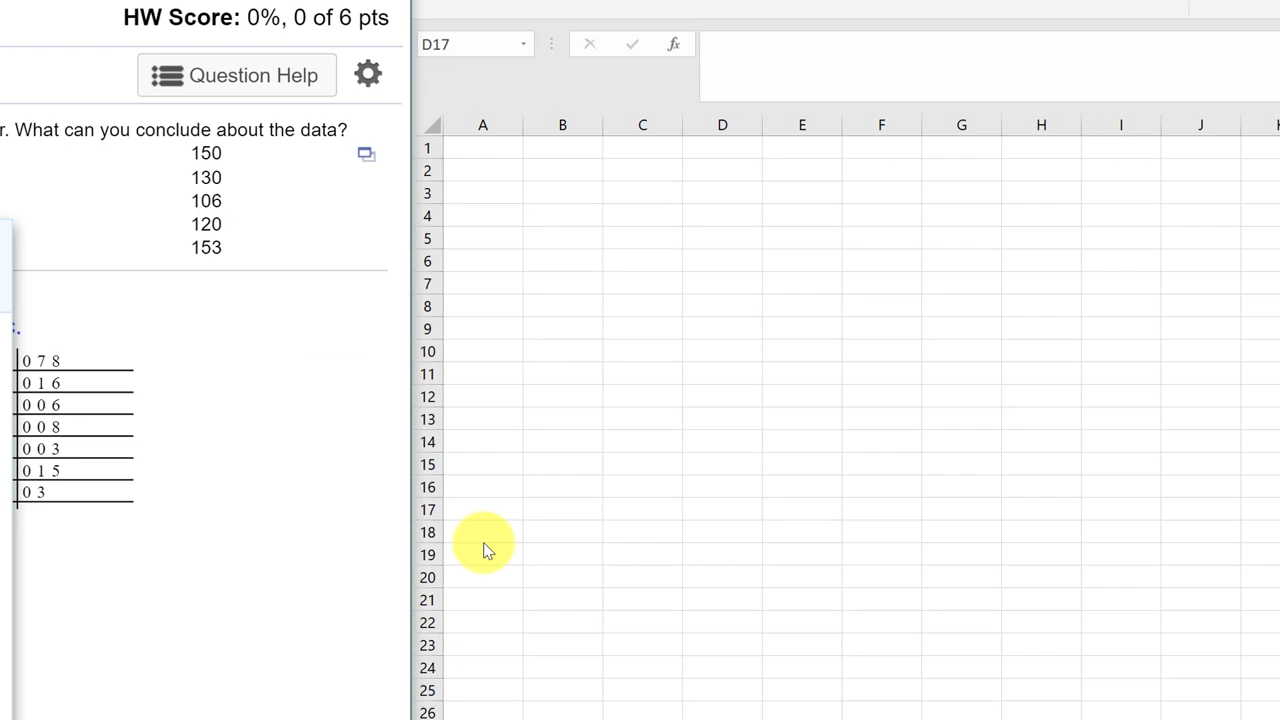 HW Score: 0%, 0 of 6 pts
Question Help
r. What can you conclude about the data?
150
130
106
120
153
0 7 8
0 1 6
0 0 6
0 0 8
0 0 3
0 1 5
0 3
D17
fx
A B C D E F G H I J
1
2
3
4
5
6
7
8
9
10
11
12
13
14
15
16
17
18
19
20
21
22
23
24
25
26